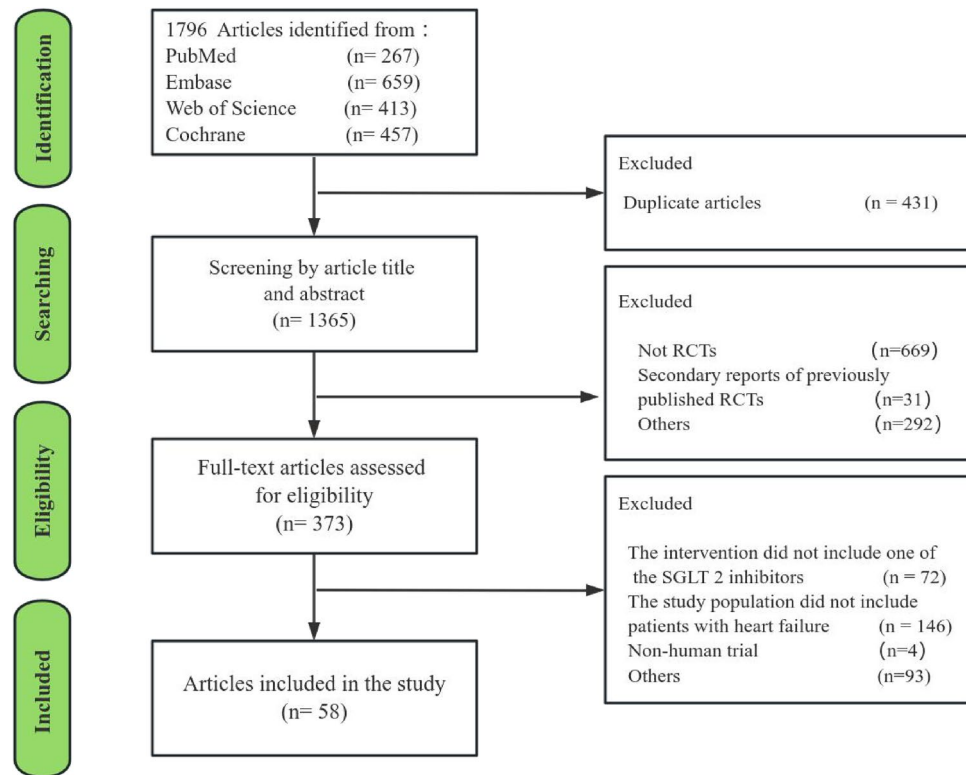 Identification
1796 Articles identified from :
PubMed (n= 267)
Embase (n= 659)
Web of Science (n= 413)
Cochrane (n= 457)
Excluded
Duplicate articles (n = 431)
Searching
Screening by article title
and abstract
(n= 1365)
Excluded
Not RCTs (n=669)
Secondary reports of previously
published RCTs (n=31)
Others (n=292)
Eligibility
Full-text articles assessed
for eligibility
(n= 373)
Excluded
The intervention did not include one of
the SGLT 2 inhibitors (n = 72)
The study population did not include
patients with heart failure (n = 146)
Non-human trial (n=4)
Others (n=93)
Included
Articles included in the study
(n= 58)